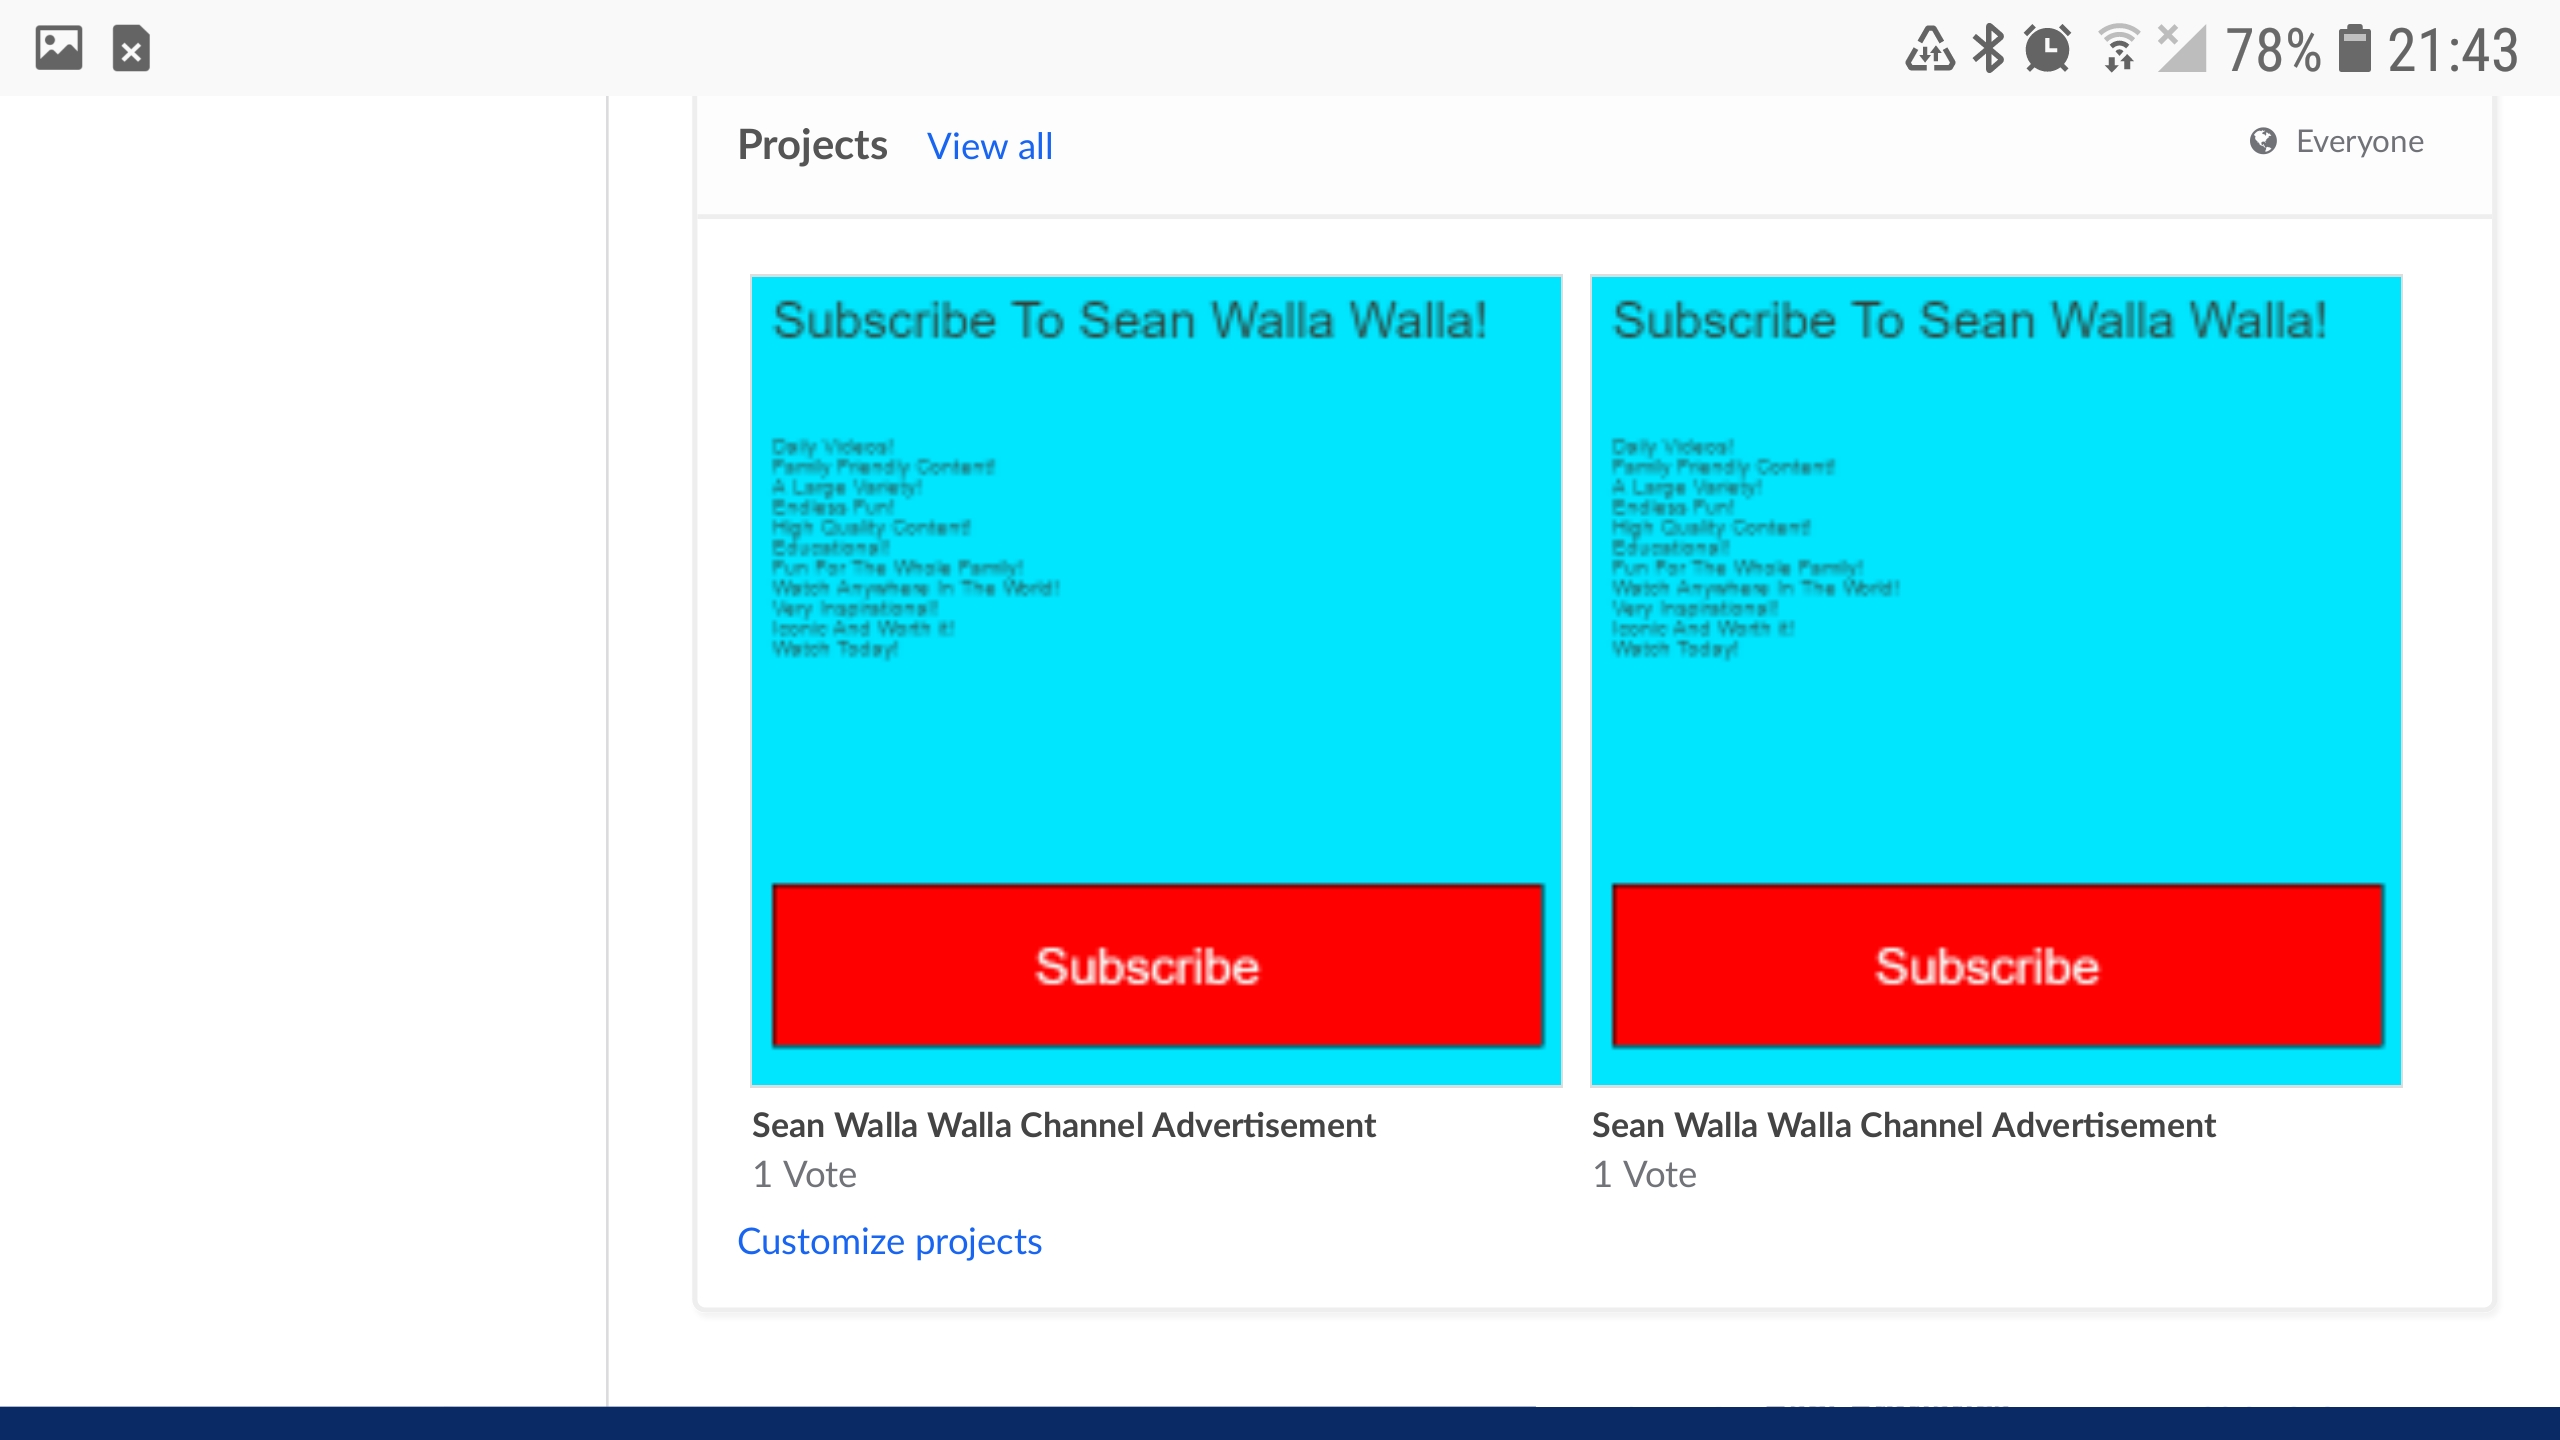 78% 21:43
Projects View all
Everyone
Subscribe To Sean Walla Walla!
Daily Videos!
Family Friendly Content!
A Large Variety!
Endless Fun!
High Quality Content!
Educational!
Fun For The Whole Family!
Watch Anywhere In The World!
Very Inspirational!
Iconic And Worth it!
Watch Today!
Subscribe
Sean Walla Walla Channel Advertisement
1 Vote
Subscribe To Sean Walla Walla!
Daily Videos!
Family Friendly Content!
A Large Variety!
Endless Fun!
High Quality Content!
Educational!
Fun For The Whole Family!
Watch Anywhere In The World!
Very Inspirational!
Iconic And Worth it!
Watch Today!
Subscribe
Sean Walla Walla Channel Advertisement
1 Vote
Customize projects